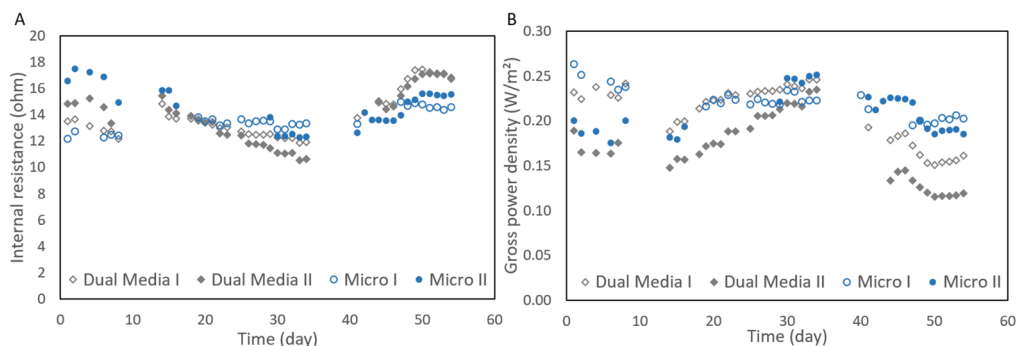 A
Internal resistance (ohm)
20
18
16
14
12
10
8
6
4
2
0
Dual Media I Dual Media II Micro I Micro II
0 10 20 30 40 50 60
Time (day)
B
Gross power density (W/m²)
0.30
0.25
0.20
0.15
0.10
0.05
0.00
Dual Media I Dual Media II Micro I Micro II
0 10 20 30 40 50 60
Time (day)